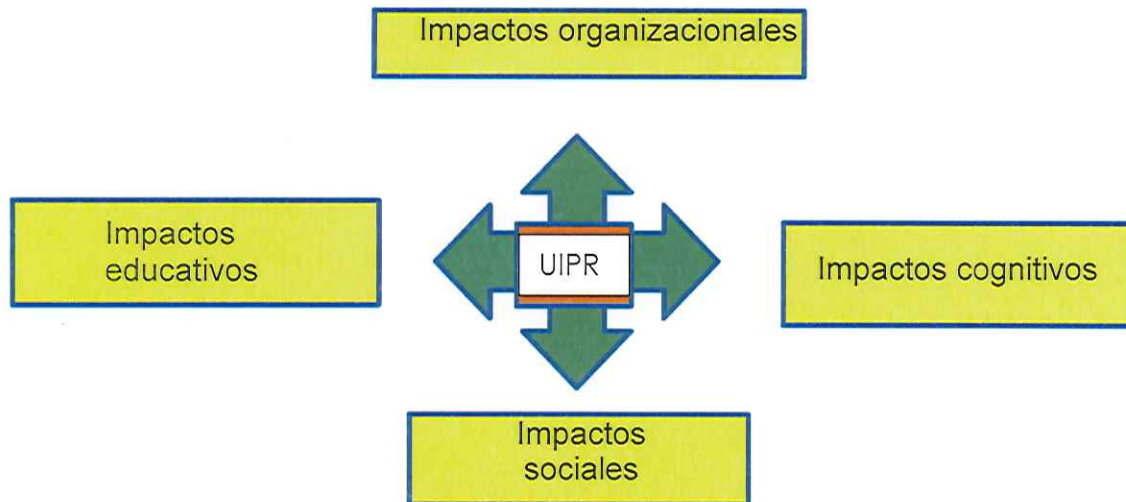 Impactos organizacionales
Impactos
educativos
UIPR
Impactos cognitivos
Impactos
sociales